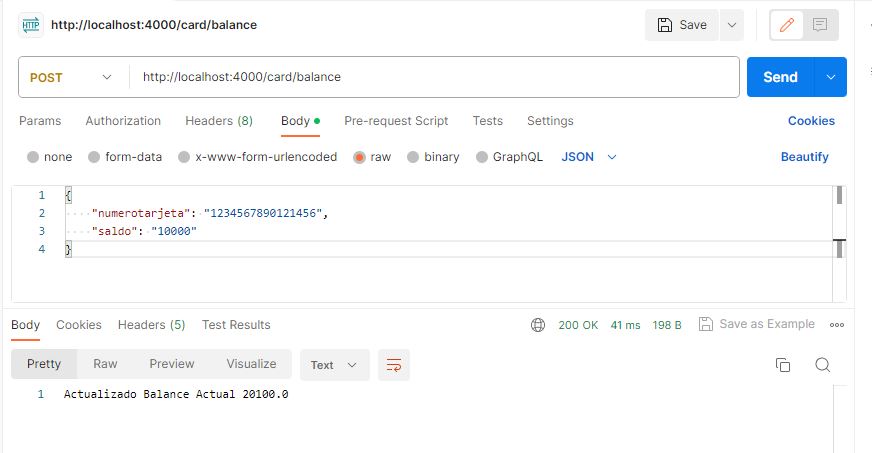 HTTP http://localhost:4000/card/balance Save
POST http://localhost:4000/card/balance Send
Params Authorization Headers (8) Body Pre-request Script Tests Settings Cookies
none form-data x-www-form-urlencoded raw binary GraphQL JSON Beautify
1 {
2 "numerotarjeta": "1234567890121456",
3 "saldo": "10000"
4 }
Body Cookies Headers (5) Test Results 200 OK 41 ms 198 B Save as Example
Pretty Raw Preview Visualize Text
1 Actualizado Balance Actual 20100.0